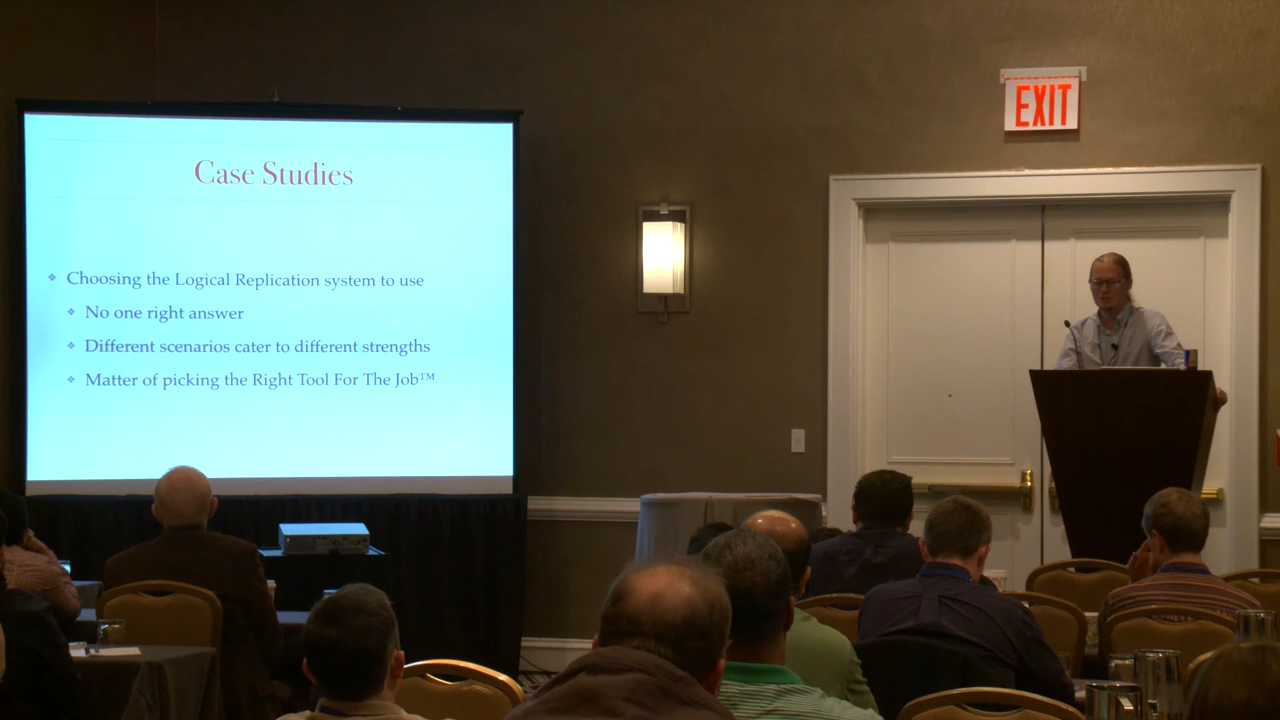 Case Studies
Choosing the Logical Replication system to use
No one right answer
Different scenarios cater to different strengths
Matter of picking the Right Tool For The Job™
EXIT